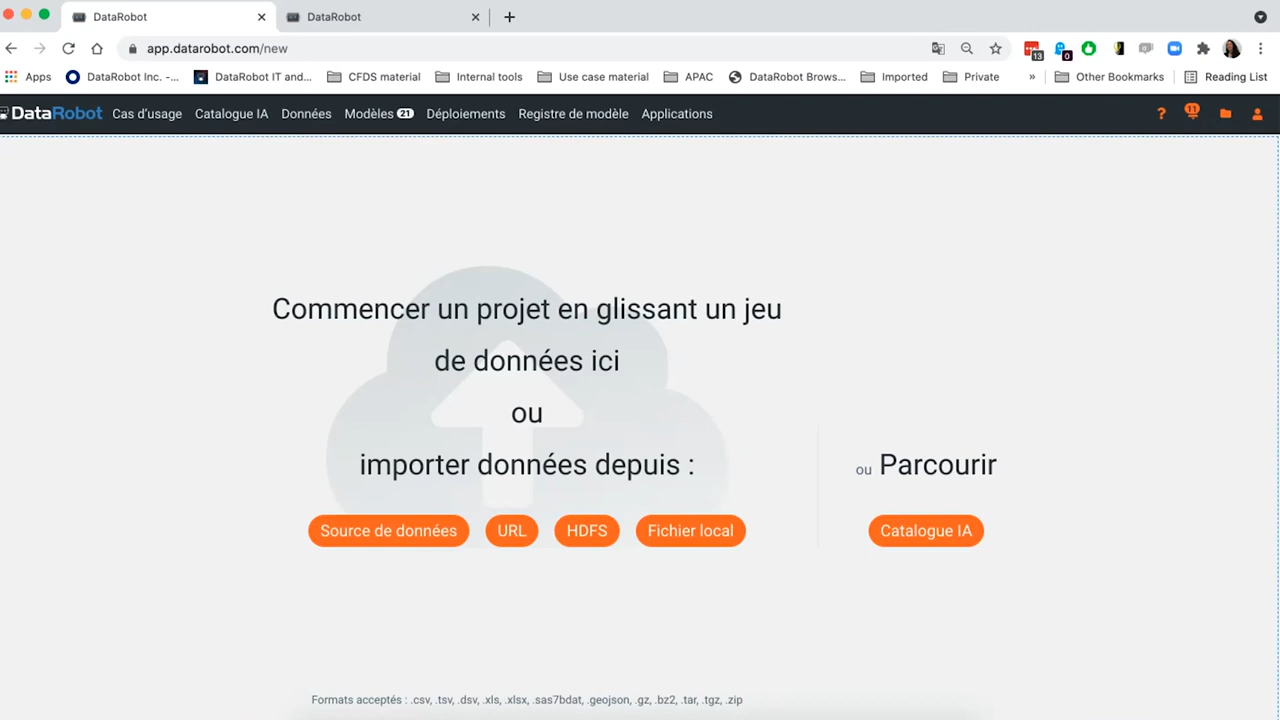 DataRobot
DataRobot
app.datarobot.com/new
13
0
Apps
DataRobot Inc. -...
DataRobot IT and...
CFDS material
Internal tools
Use case material
APAC
DataRobot Brows...
Imported
Private
»
Other Bookmarks
Reading List
DataRobot
Cas d'usage
Catalogue IA
Données
Modèles 21
Déploiements
Registre de modèle
Applications
?
11
Commencer un projet en glissant un jeu
de données ici
ou
importer données depuis :
ou Parcourir
Source de données
URL
HDFS
Fichier local
Catalogue IA
Formats acceptés : .csv, .tsv, .dsv, .xls, .xlsx, .sas7bdat, .geojson, .gz, .bz2, .tar, .tgz, .zip